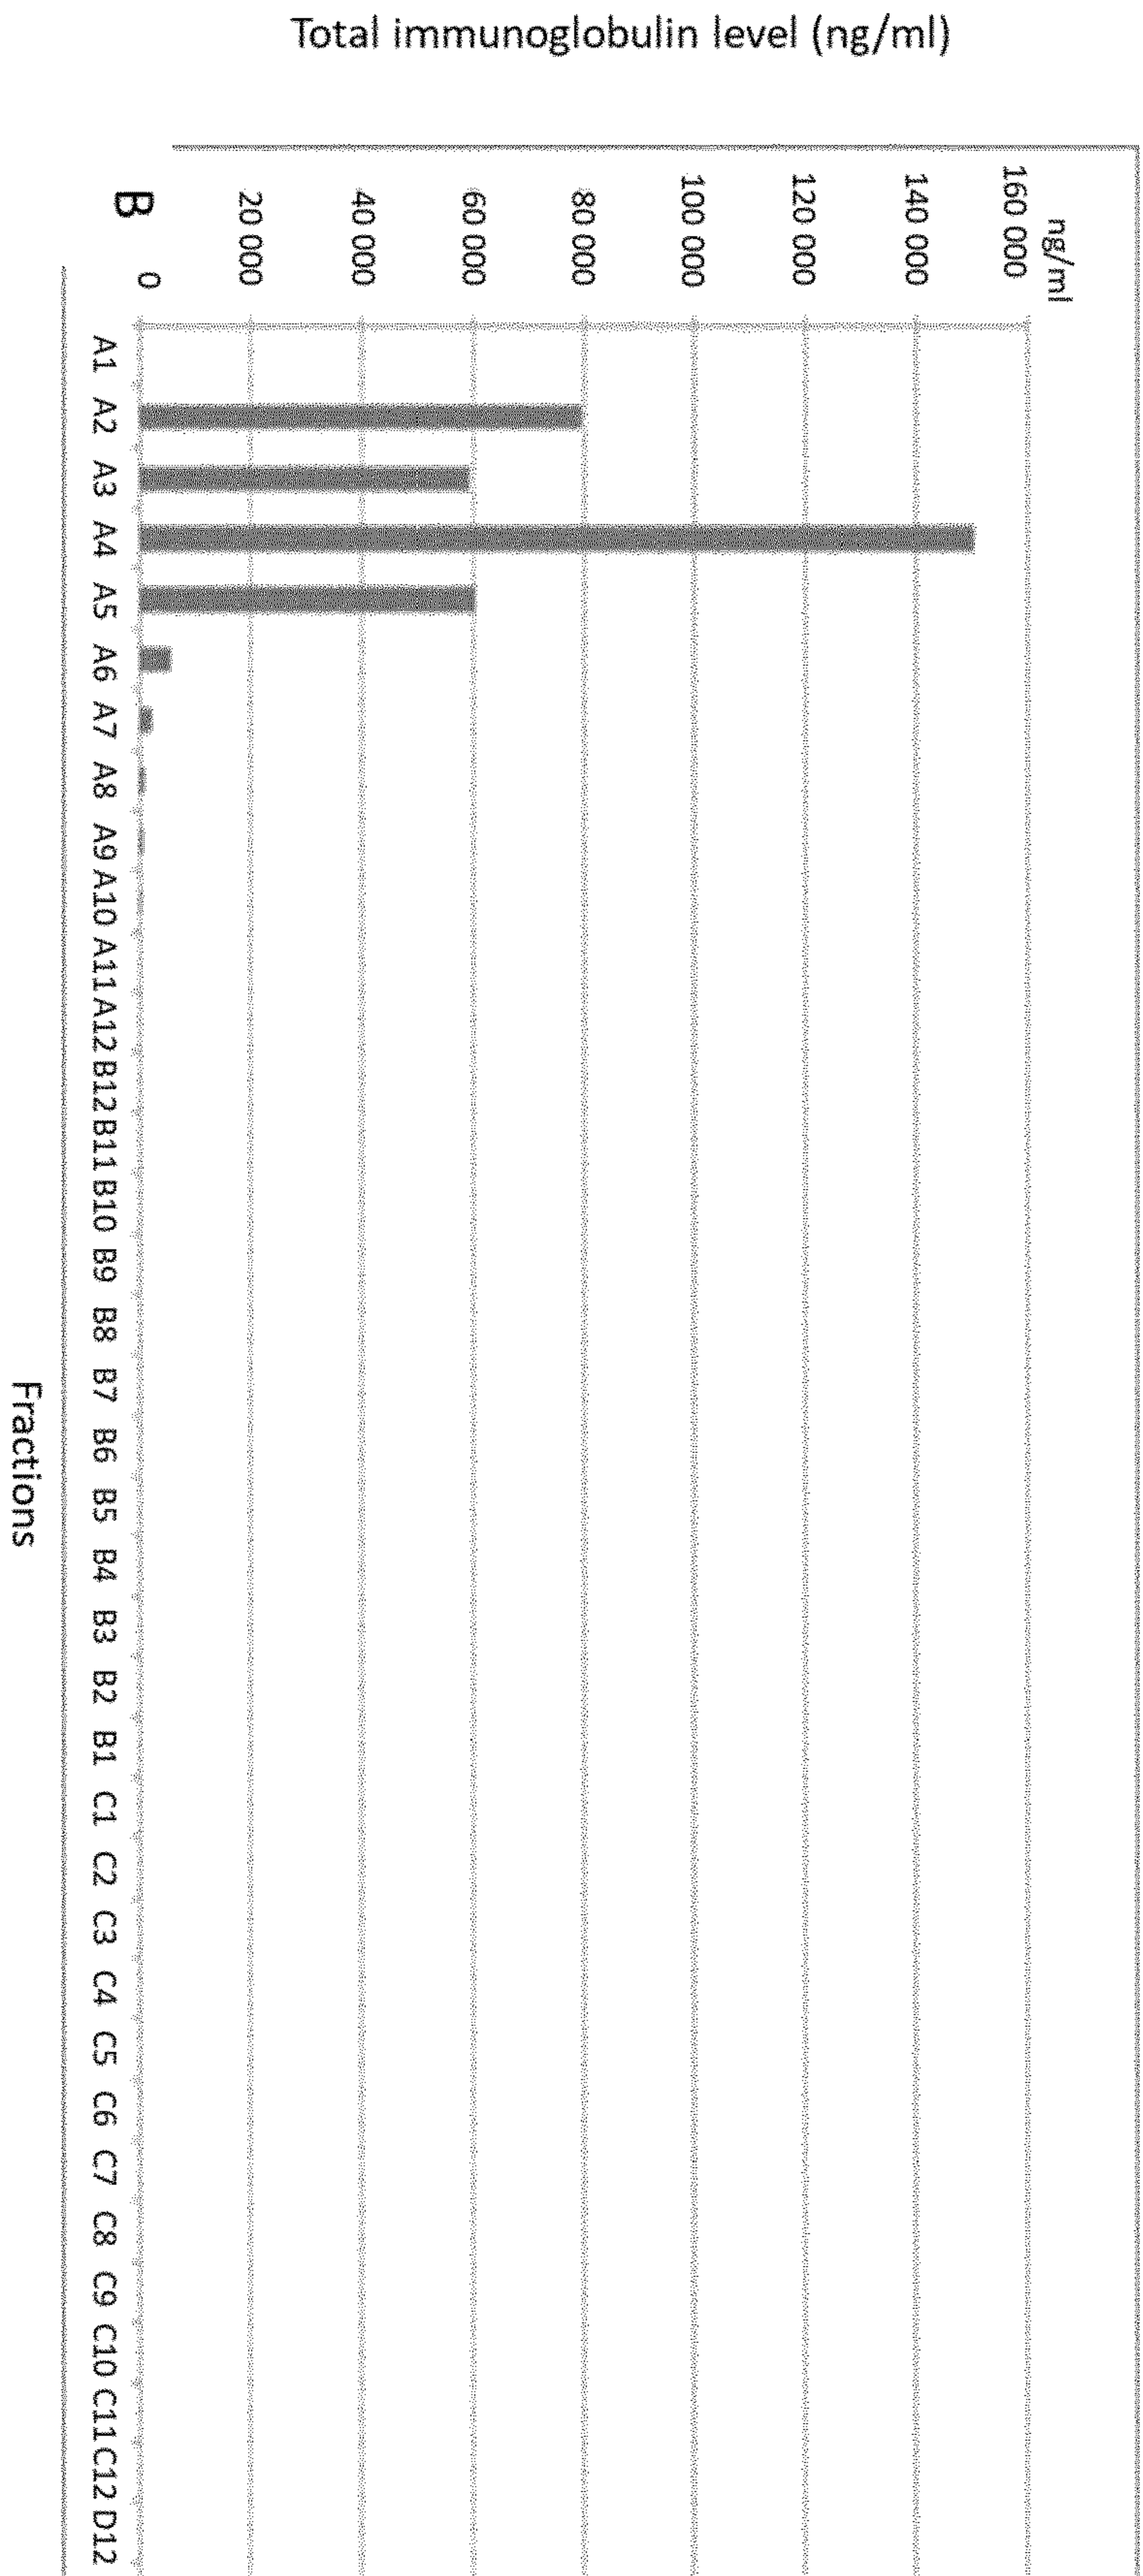 Total immunoglobulin level (ng/ml)
ng/ml
160 000
140 000
120 000
100 000
80 000
60 000
40 000
20 000
0
B
A1 A2 A3 A4 A5 A6 A7 A8 A9 A10 A11 A12 B12 B11 B10 B9 B8 B7 B6 B5 B4 B3 B2 B1 C1 C2 C3 C4 C5 C6 C7 C8 C9 C10 C11 C12 D12
Fractions